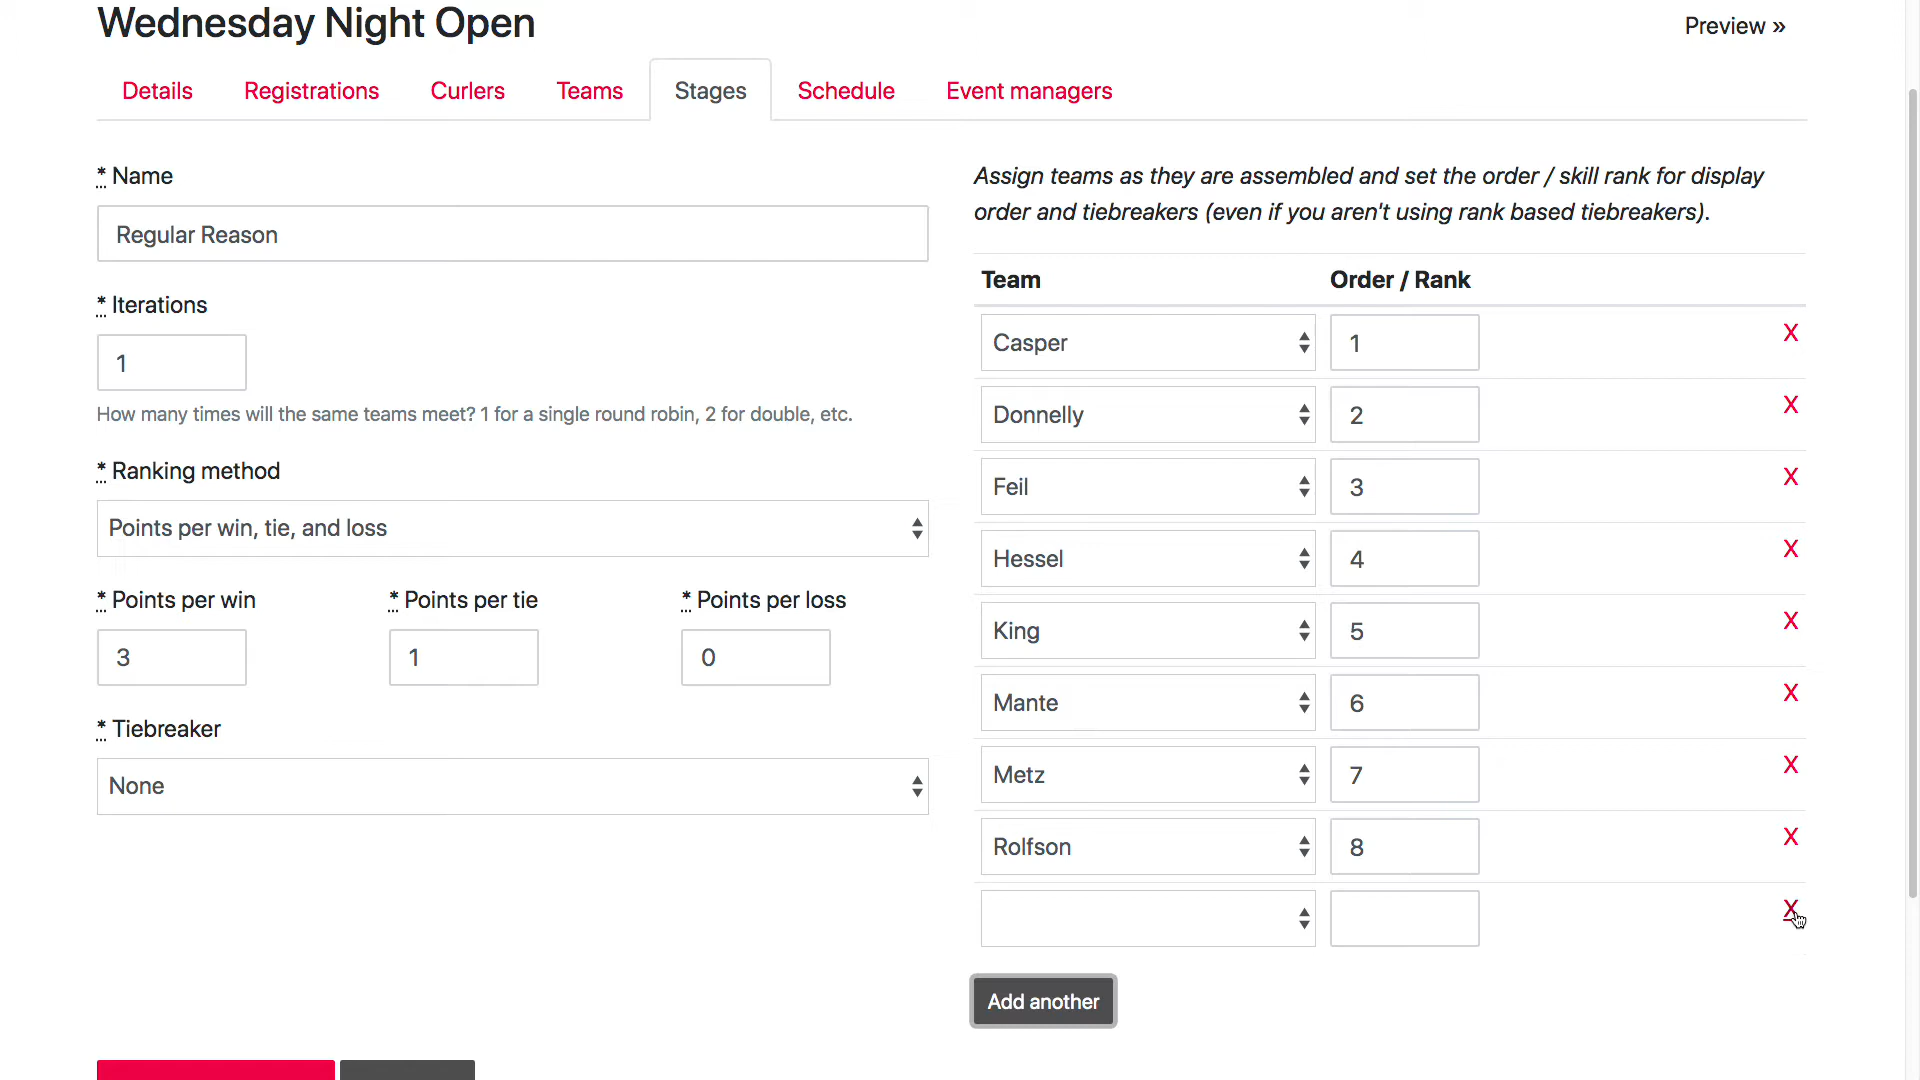 Wednesday Night Open
Preview »
Details Registrations Curlers Teams Stages Schedule Event managers
* Name
Regular Reason
* Iterations
1
How many times will the same teams meet? 1 for a single round robin, 2 for double, etc.
* Ranking method
Points per win, tie, and loss
* Points per win * Points per tie * Points per loss
3 1 0
* Tiebreaker
None
Assign teams as they are assembled and set the order / skill rank for display
order and tiebreakers (even if you aren't using rank based tiebreakers).
Team Order / Rank
Casper 1 X
Donnelly 2 X
Feil 3 X
Hessel 4 X
King 5 X
Mante 6 X
Metz 7 X
Rolfson 8 X
X
Add another